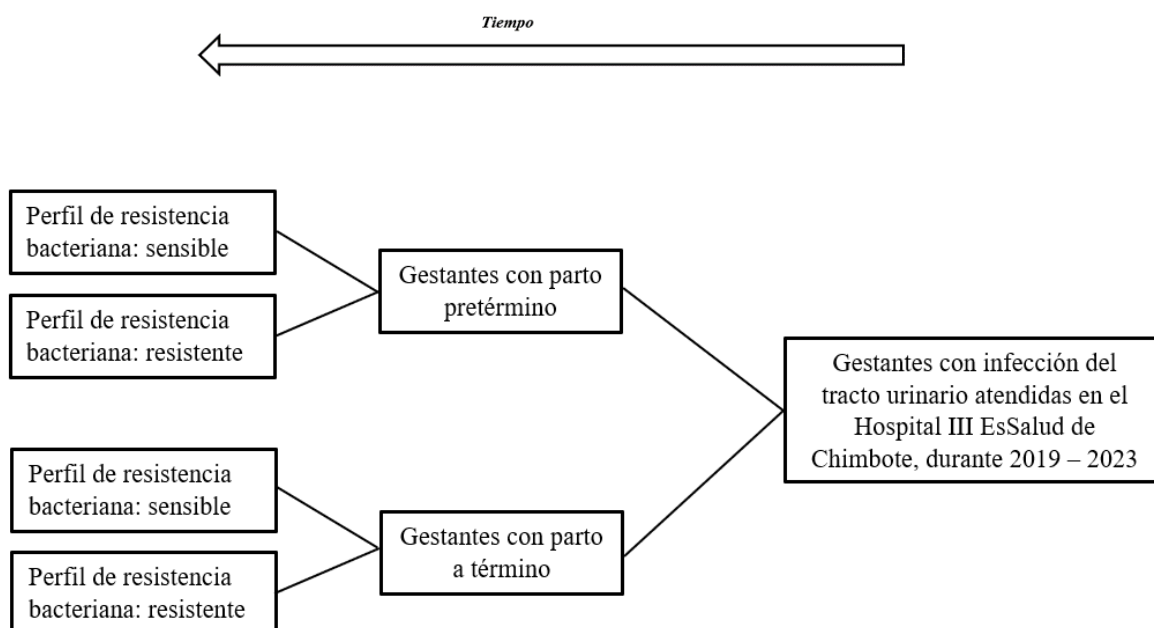 Tiempo
Perfil de resistencia
bacteriana: sensible
Perfil de resistencia
bacteriana: resistente
Gestantes con parto
pretérmino
Gestantes con infección del
tracto urinario atendidas en el
Hospital III EsSalud de
Chimbote, durante 2019 – 2023
Perfil de resistencia
bacteriana: sensible
Perfil de resistencia
bacteriana: resistente
Gestantes con parto
a término